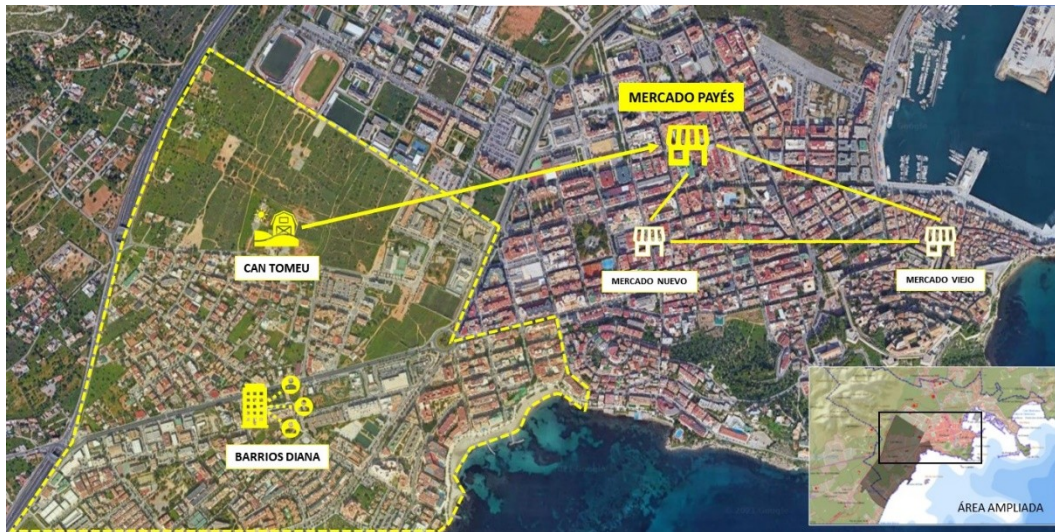 MERCADO PAYÉS
CAN TOMEU
MERCADO NUEVO
MERCADO VIEJO
BARRIOS DIANA
ÁREA AMPLIADA